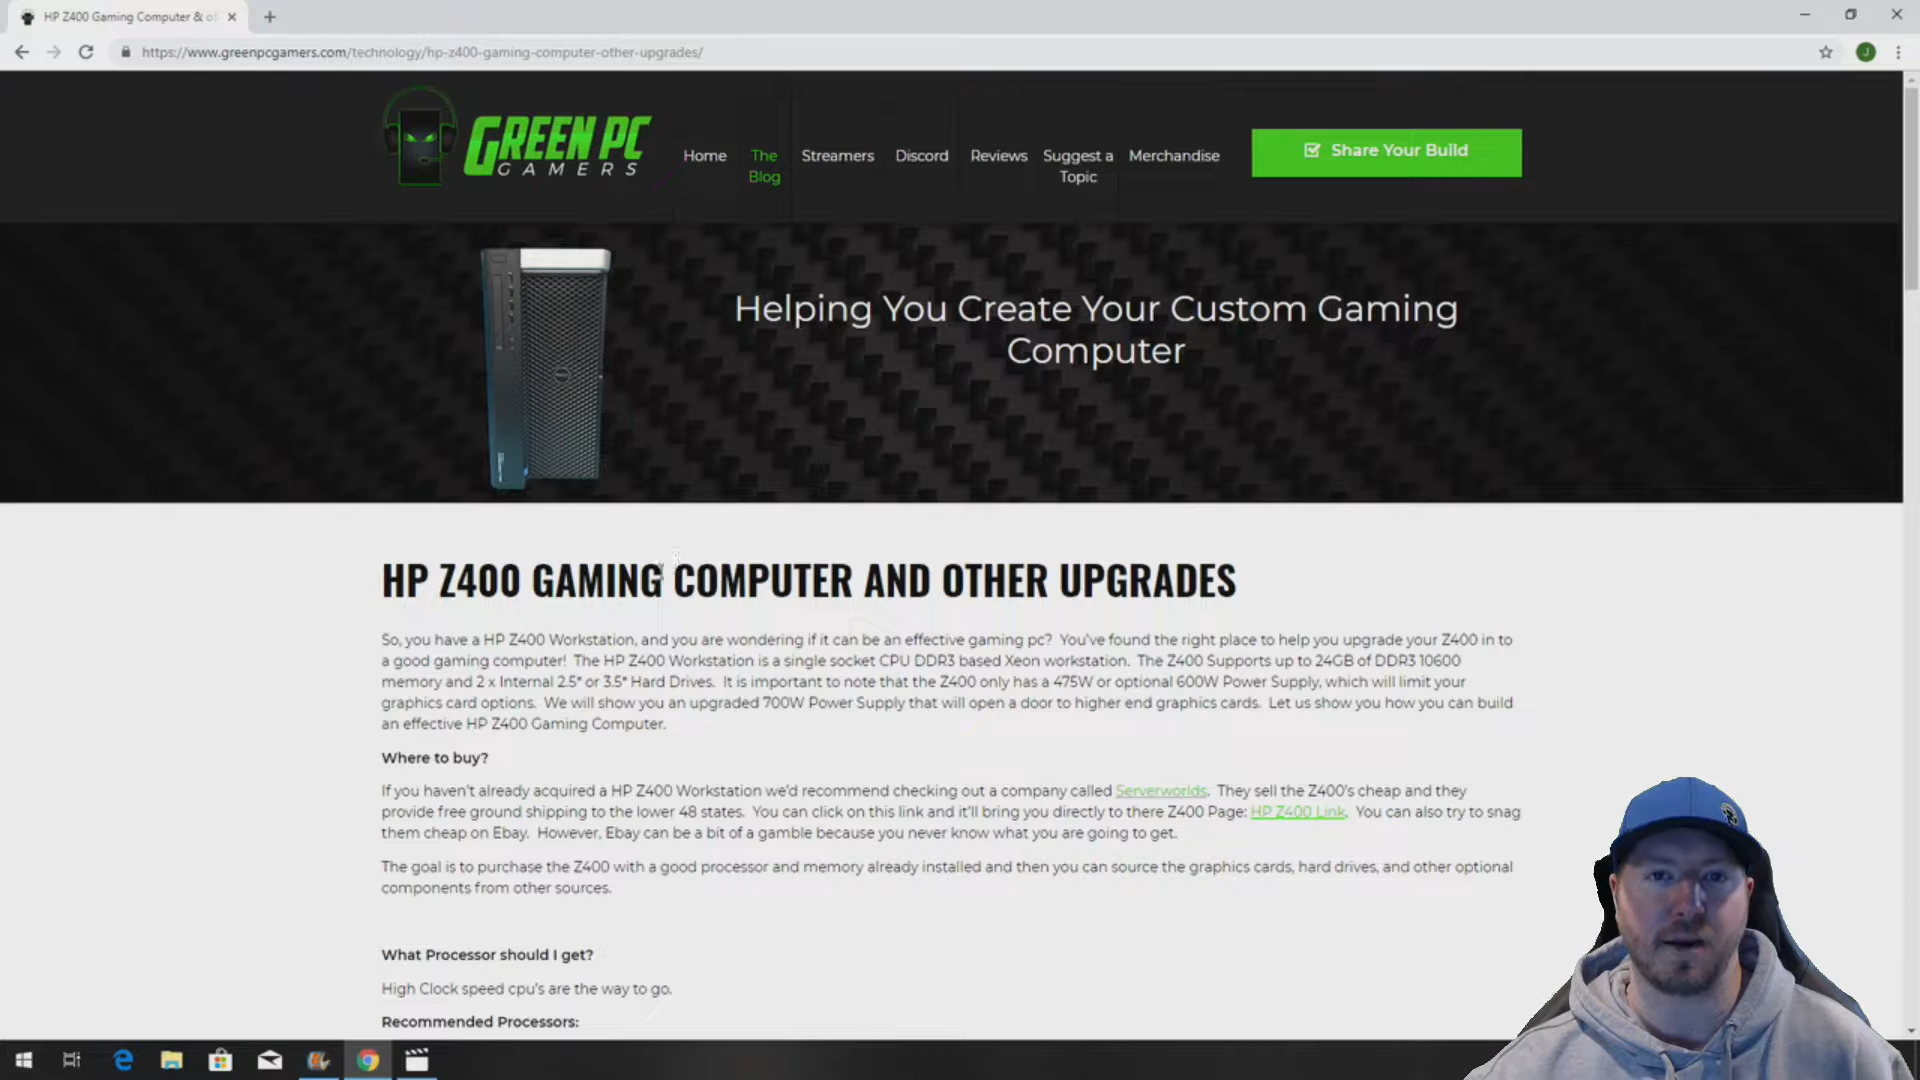 HP Z400 Gaming Computer & ot
https://www.greenpcgamers.com/technology/hp-z400-gaming-computer-other-upgrades/
J
GREEN PC
GAMERS
Home
The
Blog
Streamers
Discord
Reviews
Suggest a
Topic
Merchandise
Share Your Build
Helping You Create Your Custom Gaming
Computer
HP Z400 GAMING COMPUTER AND OTHER UPGRADES
So, you have a HP Z400 Workstation, and you are wondering if it can be an effective gaming pc? You've found the right place to help you upgrade your Z400 in to
a good gaming computer! The HP Z400 Workstation is a single socket CPU DDR3 based Xeon workstation. The Z400 Supports up to 24GB of DDR3 10600
memory and 2 x Internal 2.5" or 3.5" Hard Drives. It is important to note that the Z400 only has a 475W or optional 600W Power Supply, which will limit your
graphics card options. We will show you an upgraded 700W Power Supply that will open a door to higher end graphics cards. Let us show you how you can build
an effective HP Z400 Gaming Computer.
Where to buy?
If you haven't already acquired a HP Z400 Workstation we'd recommend checking out a company called Serverworlds. They sell the Z400's cheap and they
provide free ground shipping to the lower 48 states. You can click on this link and it'll bring you directly to there Z400 Page: HP Z400 Link. You can also try to snag
them cheap on Ebay. However, Ebay can be a bit of a gamble because you never know what you are going to get.
The goal is to purchase the Z400 with a good processor and memory already installed and then you can source the graphics cards, hard drives, and other optional
components from other sources.
What Processor should I get?
High Clock speed cpu's are the way to go.
Recommended Processors: